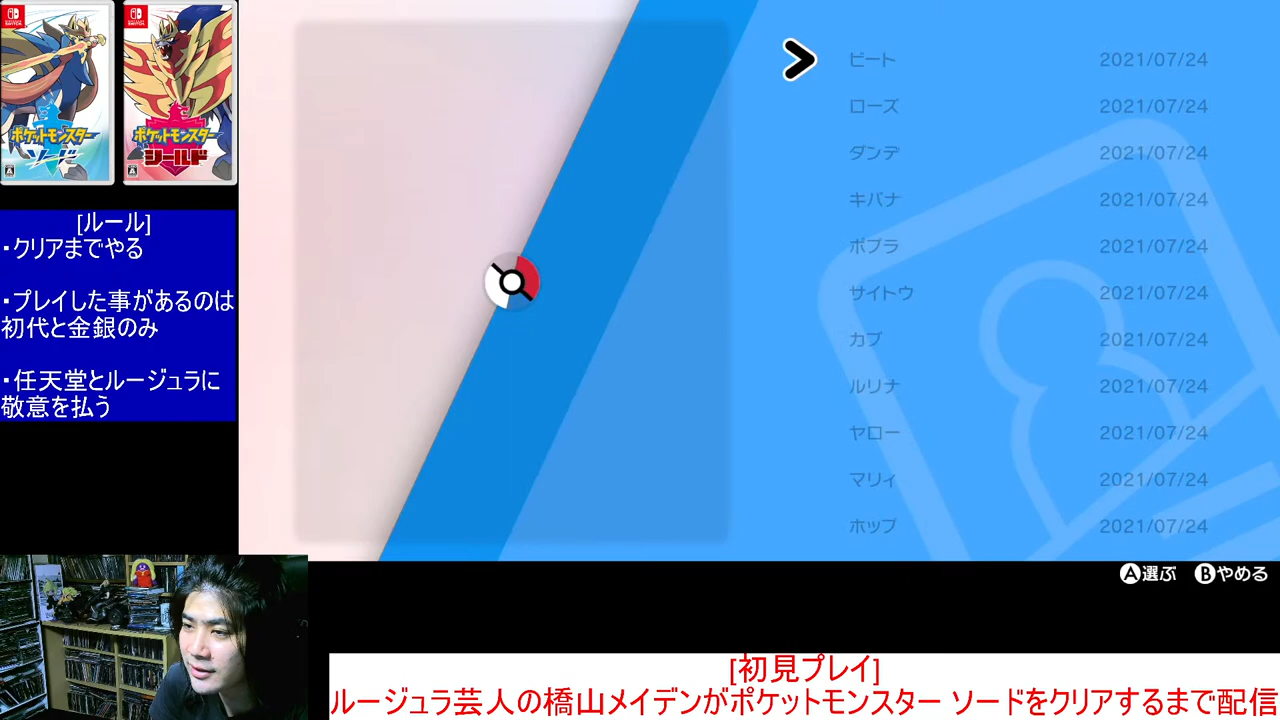 ポケットモンスター
ソード
ポケットモンスター
シールド
[ルール]
・クリアまでやる
・プレイした事があるのは
初代と金銀のみ
・任天堂とルージュラに
敬意を払う
ビート 2021/07/24
ローズ 2021/07/24
ダンデ 2021/07/24
キバナ 2021/07/24
ポプラ 2021/07/24
サイトウ 2021/07/24
カブ 2021/07/24
ルリナ 2021/07/24
ヤロー 2021/07/24
マリィ 2021/07/24
ホップ 2021/07/24
A選ぶ Bやめる
[初見プレイ]
ルージュラ芸人の橋山メイデンがポケットモンスター ソードをクリアするまで配信